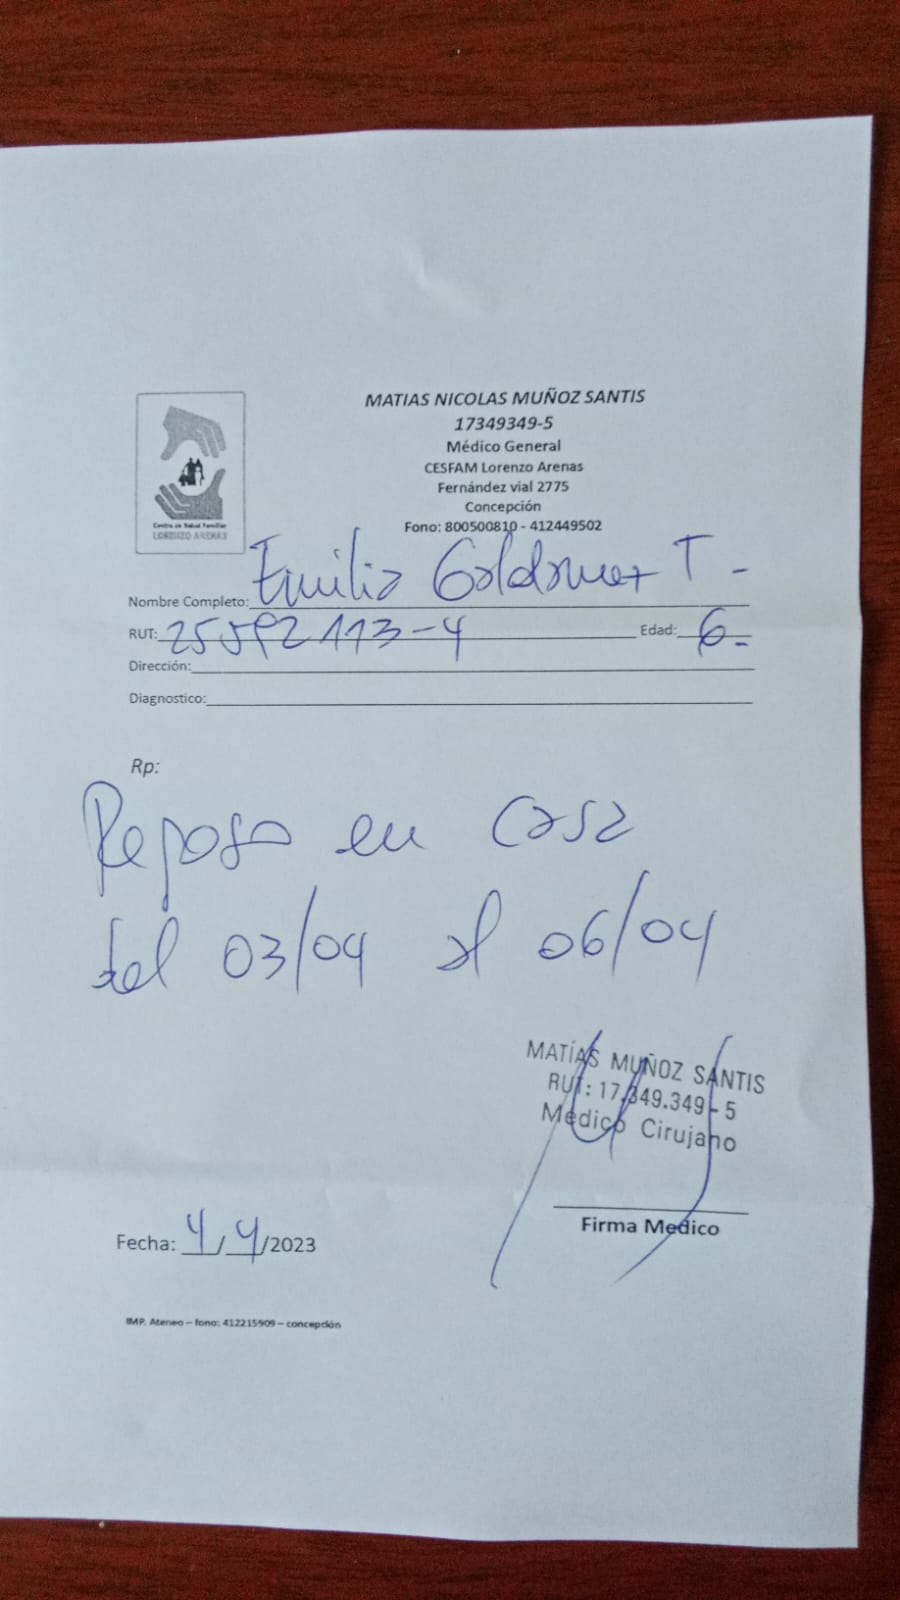 MATIAS NICOLAS MUÑOZ SANTIS
17349349-5
Médico General
CESFAM Lorenzo Arenas
Fernández vial 2775
Concepción
Fono: 800500810 - 412449502
Centro de Salud Familiar
LORENZO ARENAS
Nombre Completo: Emilia Galdamez T -
RUT: 25592113-4 Edad: 6.-
Dirección:
Diagnostico:
Rp:
Reposo en casa
del 03/04 al 06/04
MATÍAS MUÑOZ SANTIS
RUT: 17.349.349-5
Médico Cirujano
Firma Medico
Fecha: 4/4/2023
IMP. Ateneo – fono: 412215909 – concepción